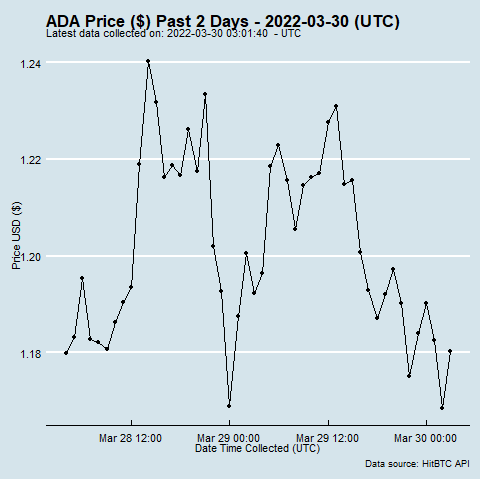 ADA Price ($) Past 2 Days - 2022-03-30 (UTC)
Latest data collected on: 2022-03-30 03:01:40 - UTC
1.24
1.22
1.20
1.18
Price USD ($)
Mar 28 12:00 Mar 29 00:00 Mar 29 12:00 Mar 30 00:00
Date Time Collected (UTC)
Data source: HitBTC API